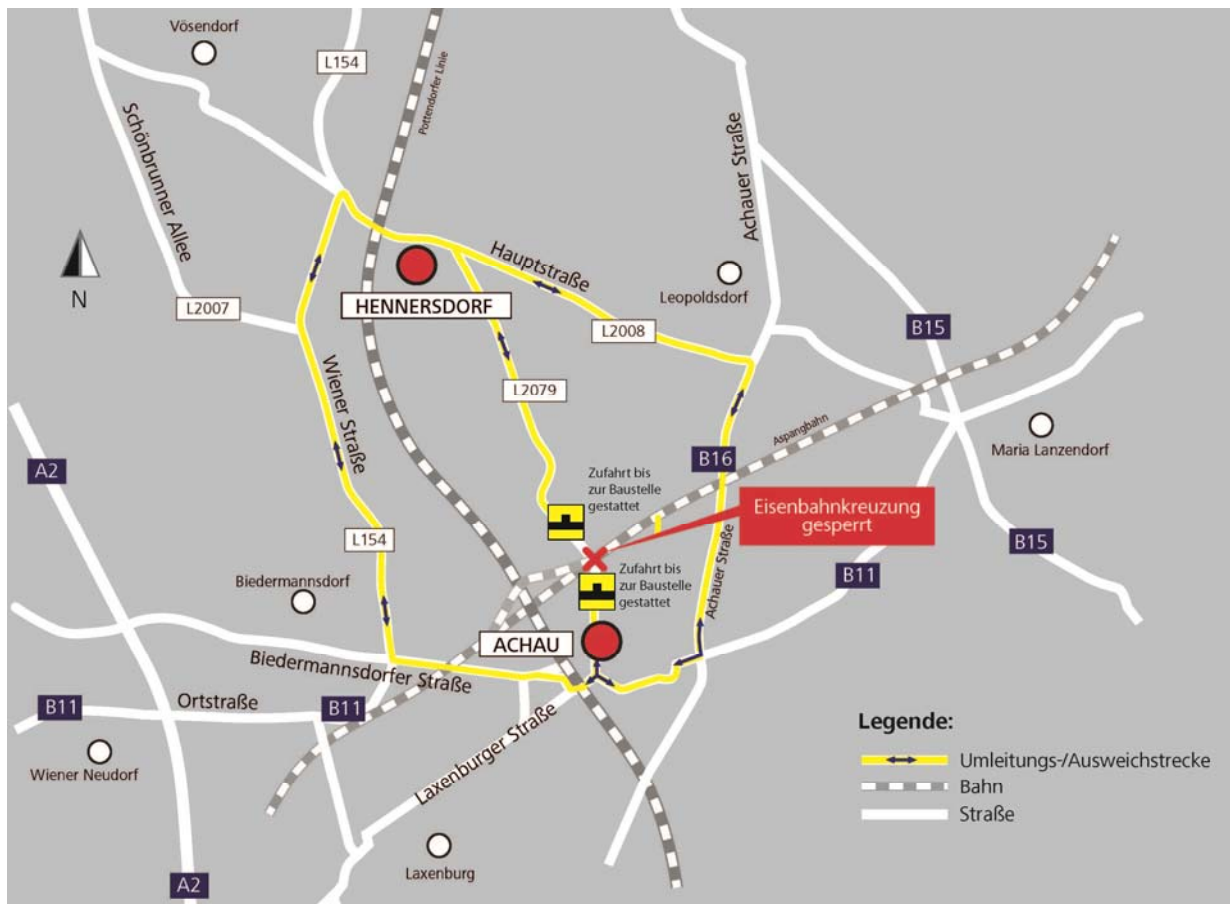 Vösendorf
L154
Pottendorfer Linie
Schönbrunner Allee
Achauer Straße
N
Hauptstraße
Leopoldsdorf
L2007
HENNERSDORF
L2008
B15
Wiener Straße
L2079
Aspangbahn
Maria Lanzendorf
A2
B16
Zufahrt bis
zur Baustelle
gestattet
Eisenbahnkreuzung
gesperrt
L154
B15
Biedermannsdorf
Zufahrt bis
zur Baustelle
gestattet
Achauer Straße
B11
ACHAU
Biedermannsdorfer Straße
Ortstraße
B11
B11
Laxenburger Straße
Wiener Neudorf
Legende:
Umleitungs-/Ausweichstrecke
Bahn
Straße
Laxenburg
A2